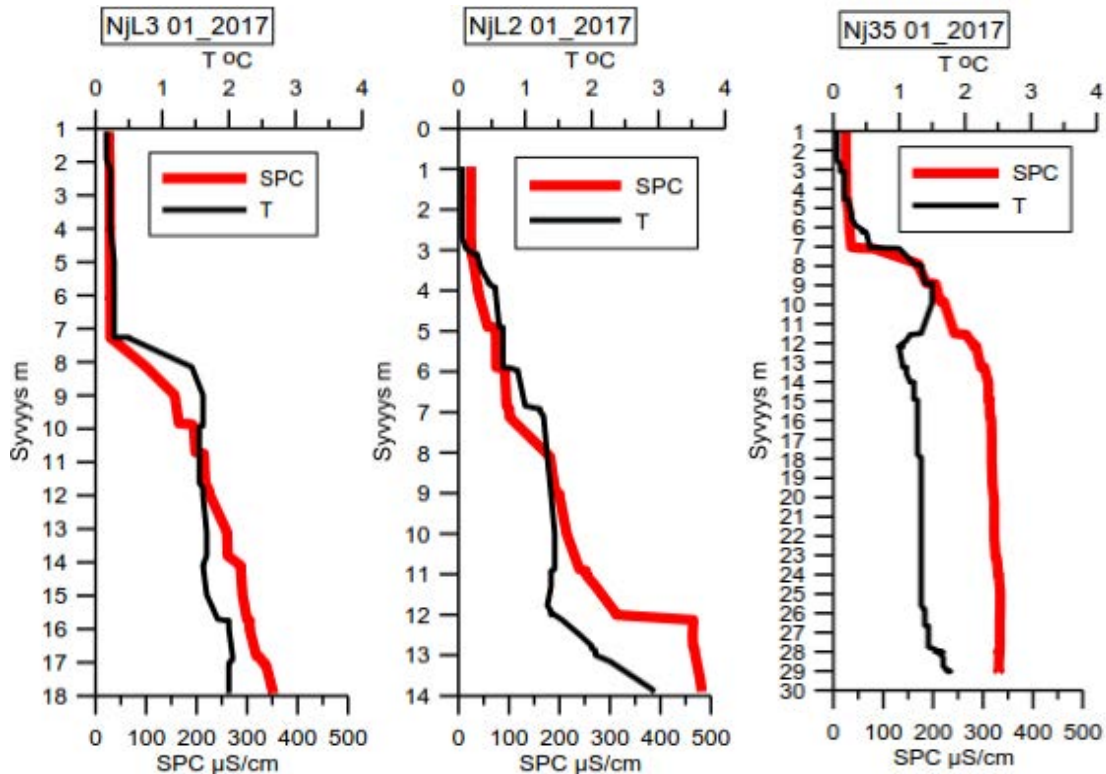 NjL3 01_2017
T ºC
0 1 2 3 4
1
2
3
4
5
6
7
8
9
10
11
12
13
14
15
16
17
18
Syvyys m
SPC
T
0 100 200 300 400 500
SPC µS/cm
NjL2 01_2017
T ºC
0 1 2 3 4
0
1
2
3
4
5
6
7
8
9
10
11
12
13
14
Syvyys m
SPC
T
0 100 200 300 400 500
SPC µS/cm
Nj35 01_2017
T ºC
0 1 2 3 4
1
2
3
4
5
6
7
8
9
10
11
12
13
14
15
16
17
18
19
20
21
22
23
24
25
26
27
28
29
30
Syvyys m
SPC
T
0 100 200 300 400 500
SPC µS/cm